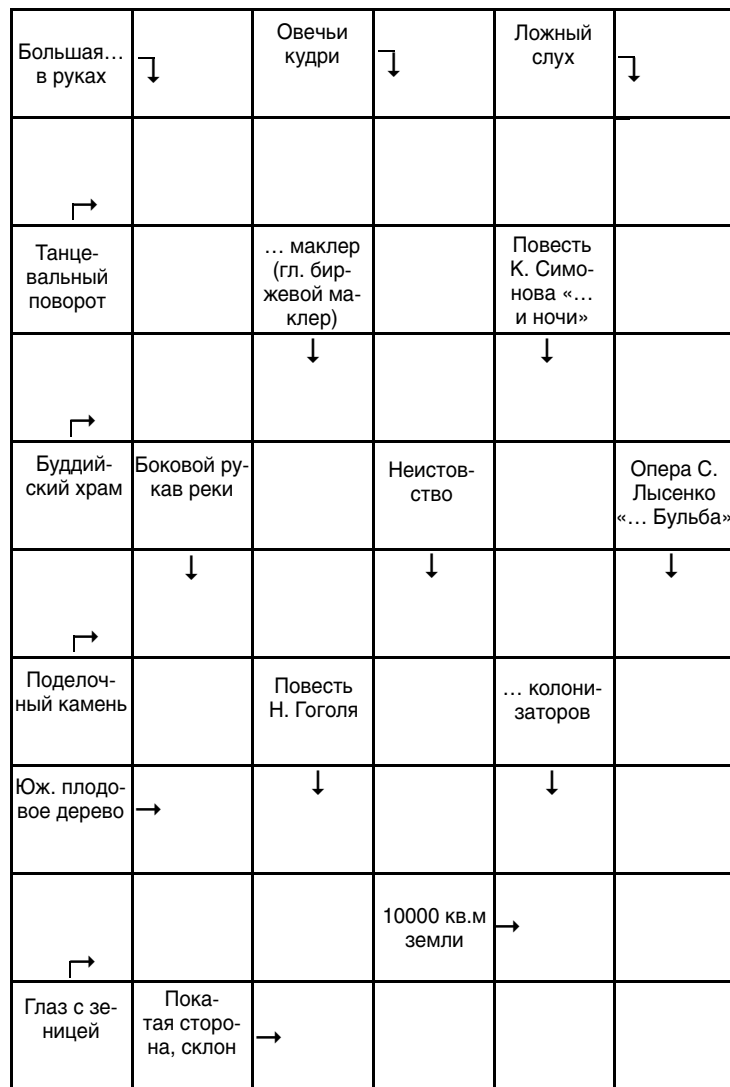 Большая…
в руках
Овечьи
кудри
Ложный
слух
Танце-
вальный
поворот
… маклер
(гл. бир-
жевой ма-
клер)
Повесть
К. Симо-
нова «…
и ночи»
Буддий-
ский храм
Боковой ру-
кав реки
Неистов-
ство
Опера С.
Лысенко
«… Бульба»
Поделоч-
ный камень
Повесть
Н. Гоголя
… колони-
заторов
Юж. плодо-
вое дерево
10000 кв.м
земли
Глаз с зе-
ницей
Пока-
тая сторо-
на, склон